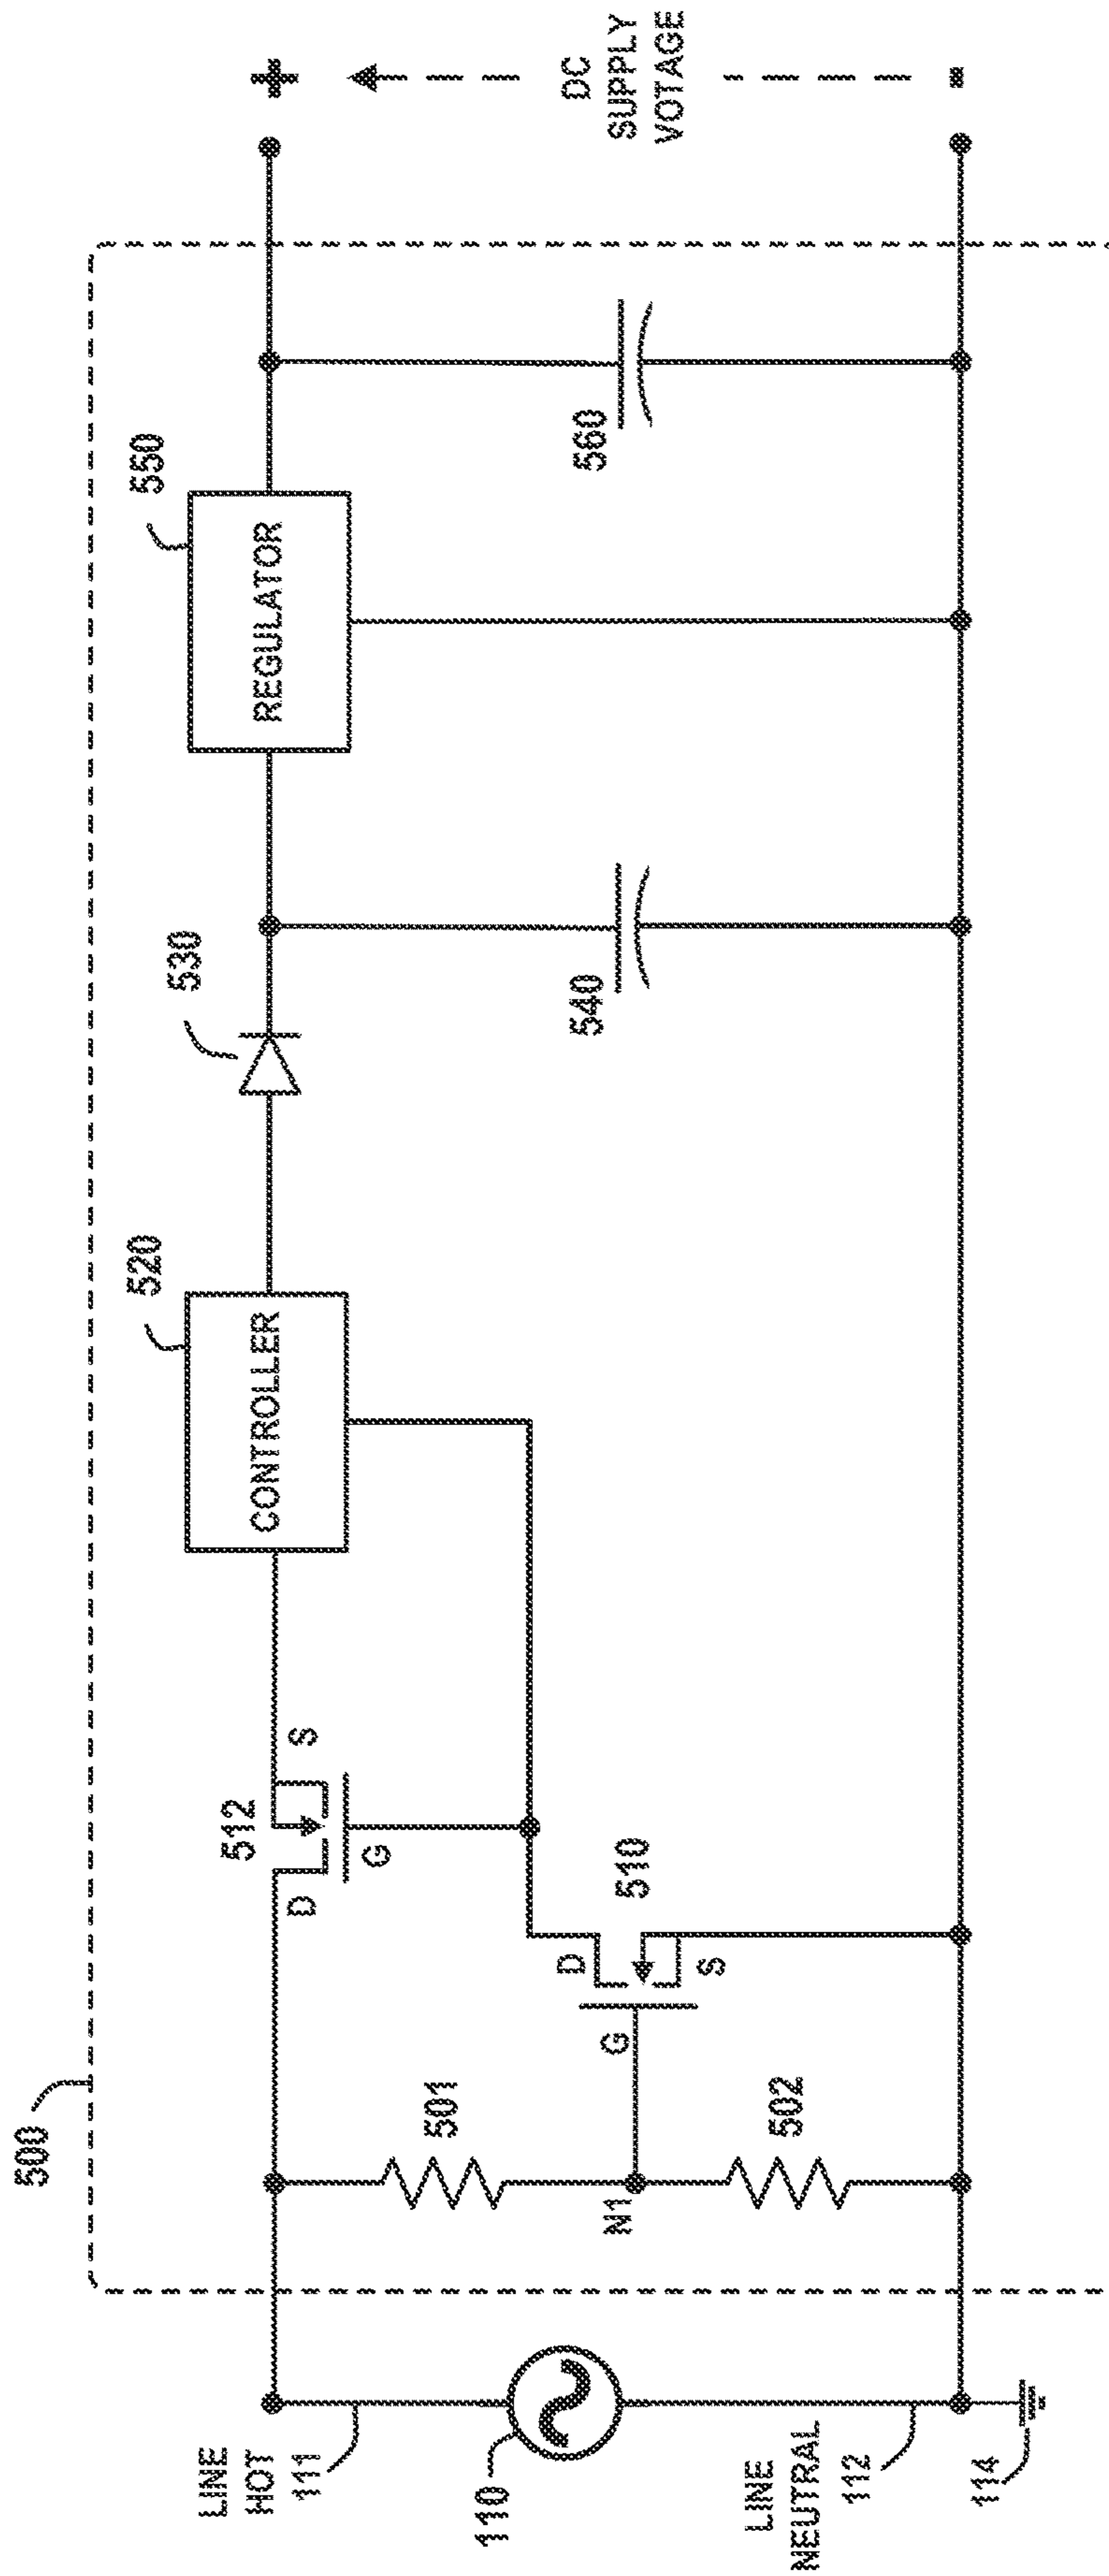 500
LINE
HOT
111
110
LINE
NEUTRAL
112
114
501
N1
502
G
D
S
510
D
512
S
G
520
CONTROLLER
530
540
550
REGULATOR
560
+
DC
SUPPLY
VOTAGE
-